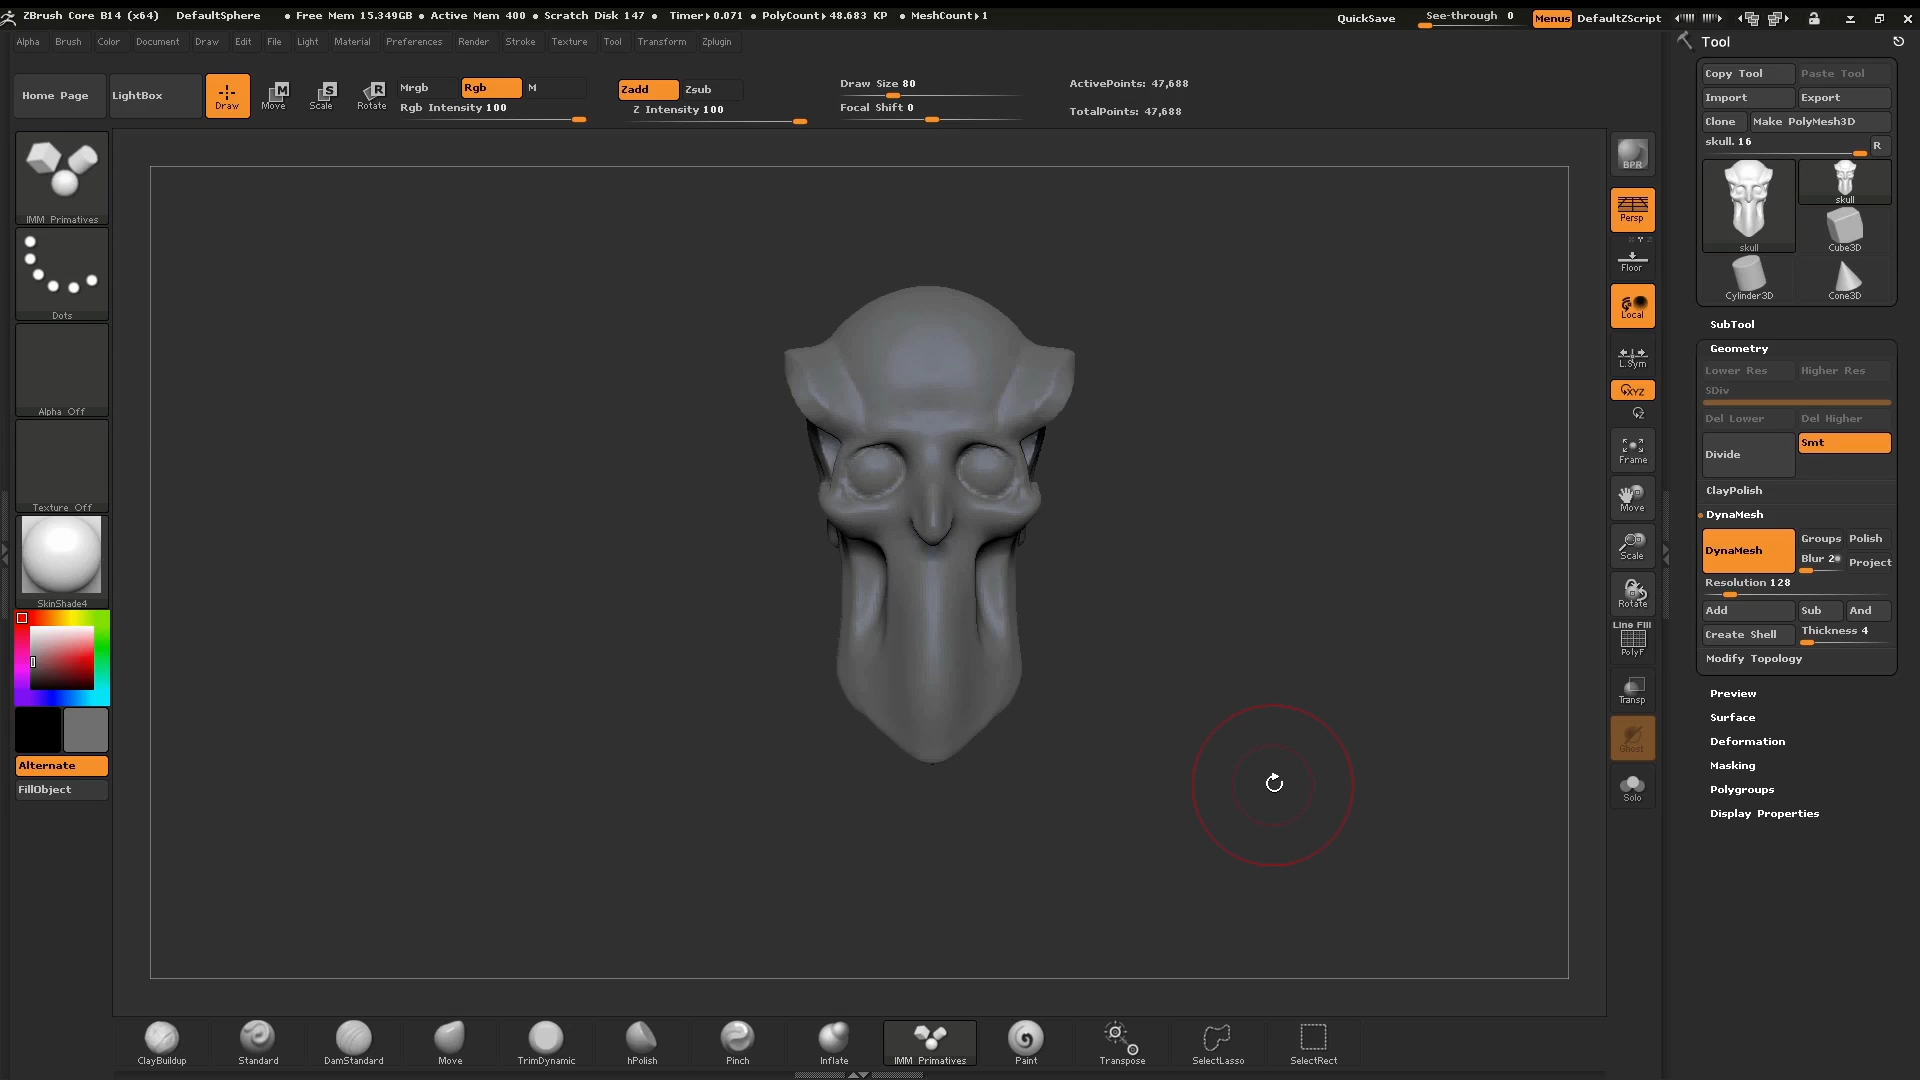 ZBrush Core B14 (x64) DefaultSphere ● Free Mem 15.349GB ● Active Mem 400 ● Scratch Disk 147 ● Timer▸0.071 ● PolyCount▸48.683 KP ● MeshCount▸1 QuickSave See-through 0 Menus DefaultZScript
Alpha Brush Color Document Draw Edit File Light Material Preferences Render Stroke Texture Tool Transform Zplugin
Home Page LightBox Draw Move Scale Rotate
M S R
Mrgb Rgb M
Rgb Intensity 100
Zadd Zsub
Z Intensity 100
Draw Size 80
Focal Shift 0
ActivePoints: 47,688
TotalPoints: 47,688
IMM Primatives
Dots
Alpha Off
Texture Off
SkinShade4
Alternate
FillObject
BPR
Persp
Floor
Local
L.Sym
XYZ
Z
Frame
Move
Scale
Rotate
Line Fill
PolyF
Transp
Ghost
Solo
Tool
Copy Tool Paste Tool
Import Export
Clone Make PolyMesh3D
skull. 16 R
skull
skull
Cube3D
Cylinder3D Cone3D
SubTool
Geometry
Lower Res Higher Res
SDiv
Del Lower Del Higher
Divide Smt
ClayPolish
DynaMesh
DynaMesh Groups Polish
Blur 2 Project
Resolution 128
Add Sub And
Create Shell Thickness 4
Modify Topology
Preview
Surface
Deformation
Masking
Polygroups
Display Properties
ClayBuildup Standard DamStandard Move TrimDynamic hPolish Pinch Inflate IMM Primatives Paint Transpose SelectLasso SelectRect